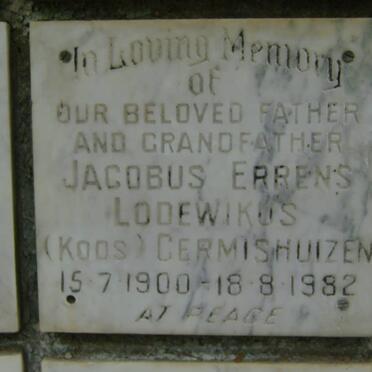 In Loving Memory
of
OUR BELOVED FATHER
AND GRANDFATHER
JACOBUS ERRENS
LODEWIKUS
(KOOS) GERMISHUIZEN
15·7·1900-18·8·1982
AT PEACE